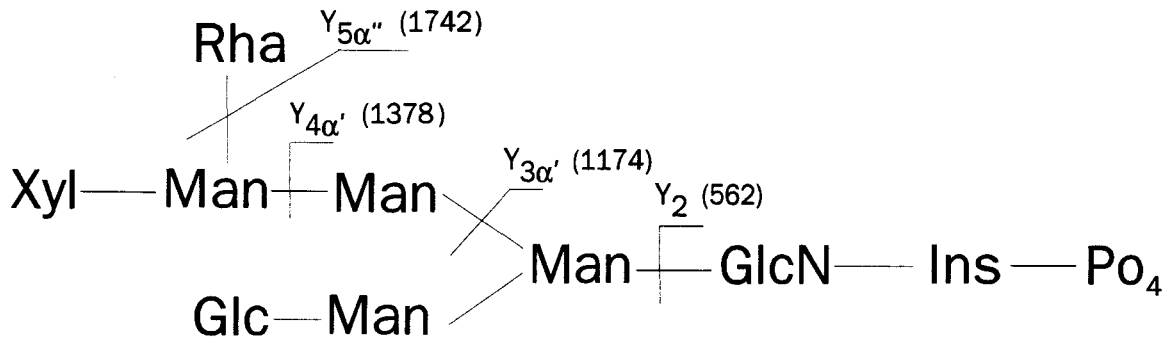 Y5α'' (1742)
Rha
Y4α' (1378)
Y3α' (1174)
Xyl Man Man Y2 (562)
Man GlcN Ins Po4
Glc Man